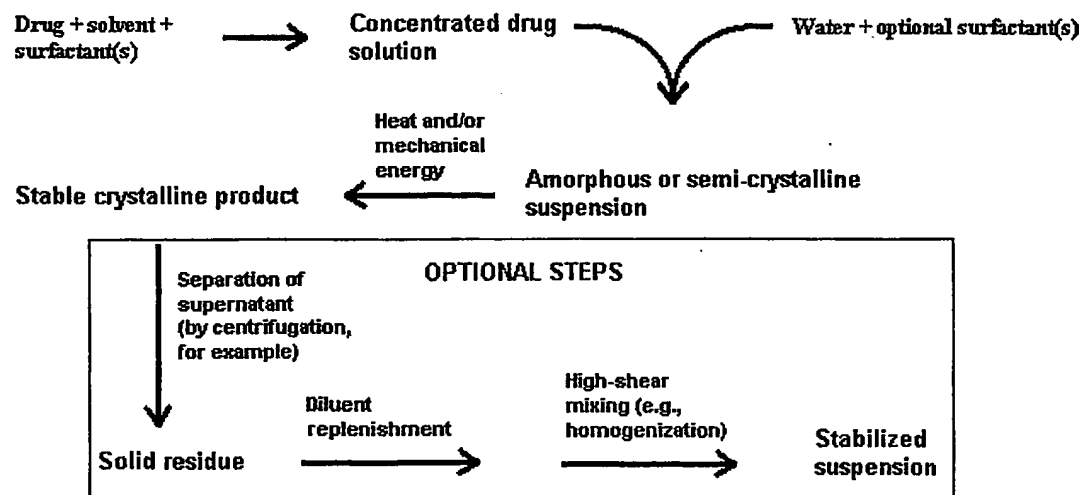 Drug + solvent +
surfactant(s)
Concentrated drug
solution
Water + optional surfactant(s)
Heat and/or
mechanical
energy
Stable crystalline product
Amorphous or semi-crystalline
suspension
OPTIONAL STEPS
Separation of
supernatant
(by centrifugation,
for example)
Solid residue
Diluent
replenishment
High-shear
mixing (e.g.,
homogenization)
Stabilized
suspension